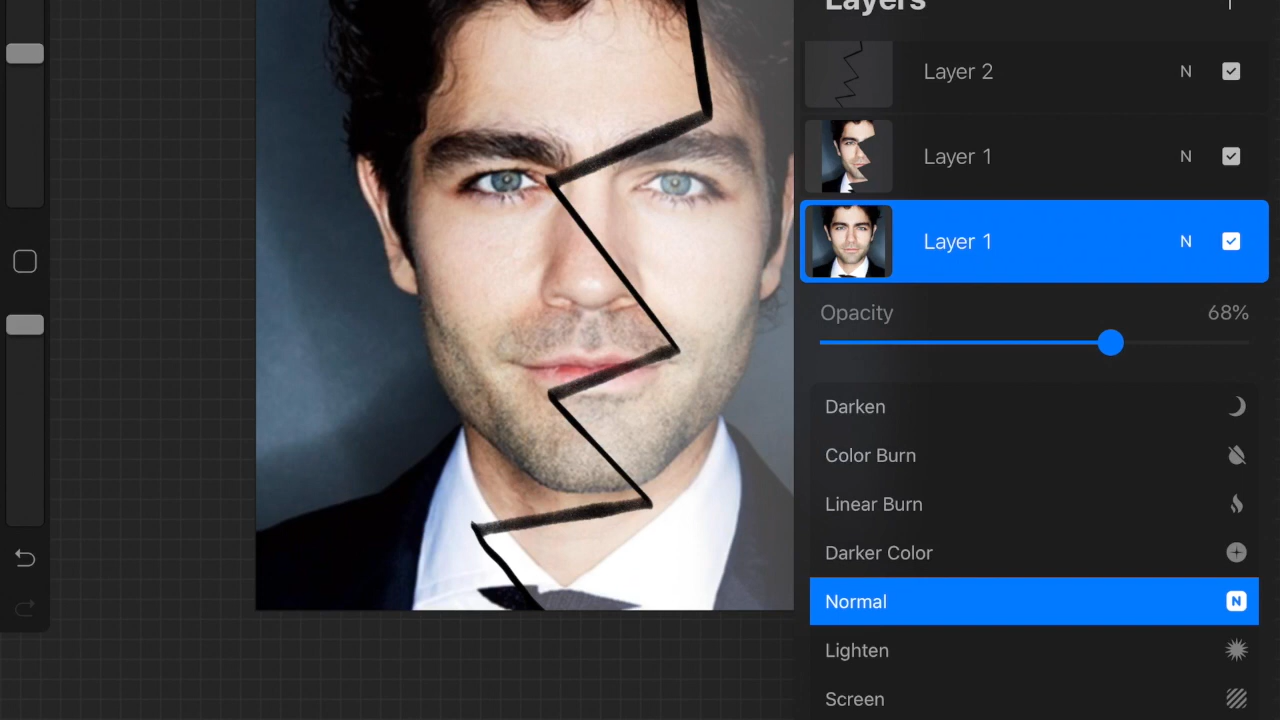 Layers
Layer 2 N
Layer 1 N
Layer 1 N
Opacity 68%
Darken
Color Burn
Linear Burn
Darker Color
Normal N
Lighten
Screen